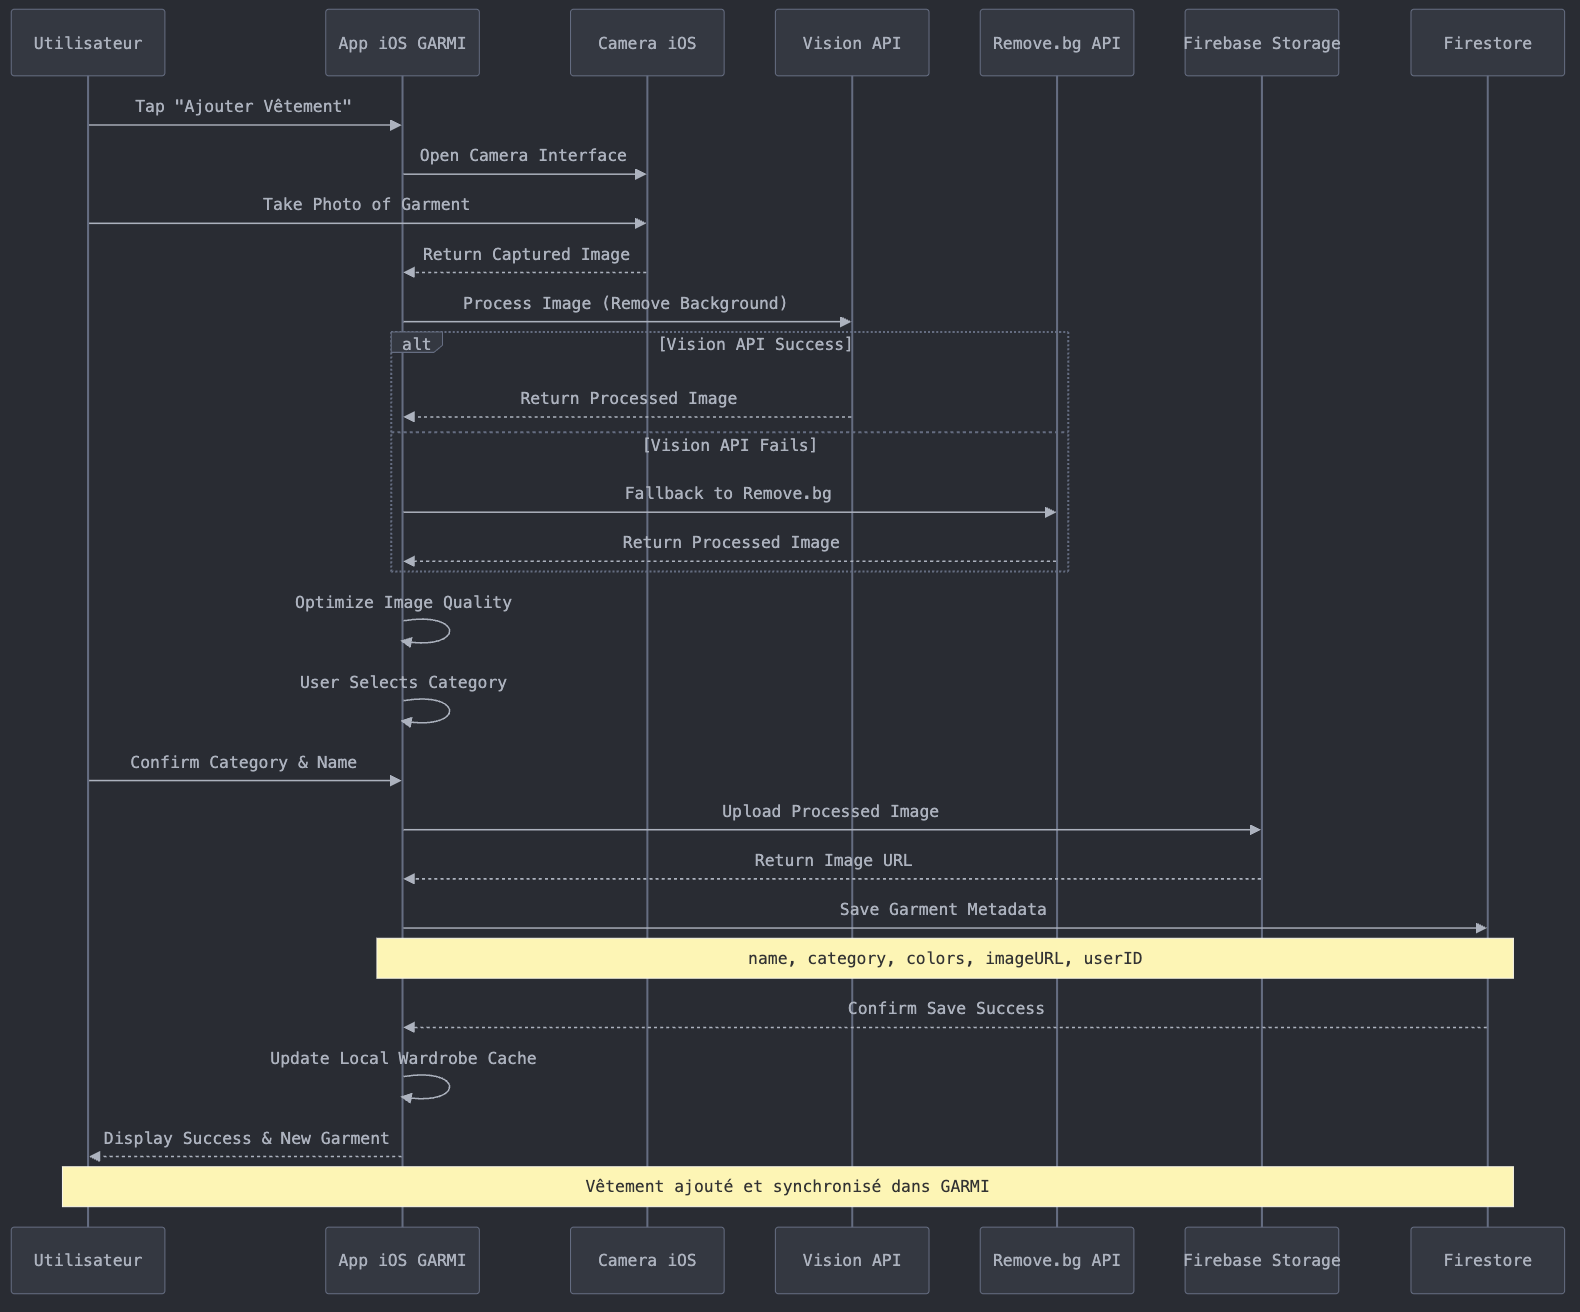 Utilisateur
App iOS GARMI
Camera iOS
Vision API
Remove.bg API
Firebase Storage
Firestore
Tap "Ajouter Vêtement"
Open Camera Interface
Take Photo of Garment
Return Captured Image
Process Image (Remove Background)
alt
[Vision API Success]
Return Processed Image
[Vision API Fails]
Fallback to Remove.bg
Return Processed Image
Optimize Image Quality
User Selects Category
Confirm Category & Name
Upload Processed Image
Return Image URL
Save Garment Metadata
name, category, colors, imageURL, userID
Confirm Save Success
Update Local Wardrobe Cache
Display Success & New Garment
Vêtement ajouté et synchronisé dans GARMI
Utilisateur
App iOS GARMI
Camera iOS
Vision API
Remove.bg API
Firebase Storage
Firestore